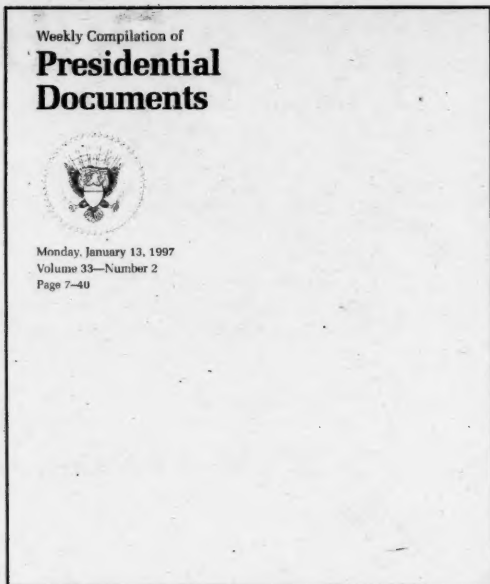 Weekly Compilation of
Presidential
Documents
Monday, January 13, 1997
Volume 33—Number 2
Page 7–40